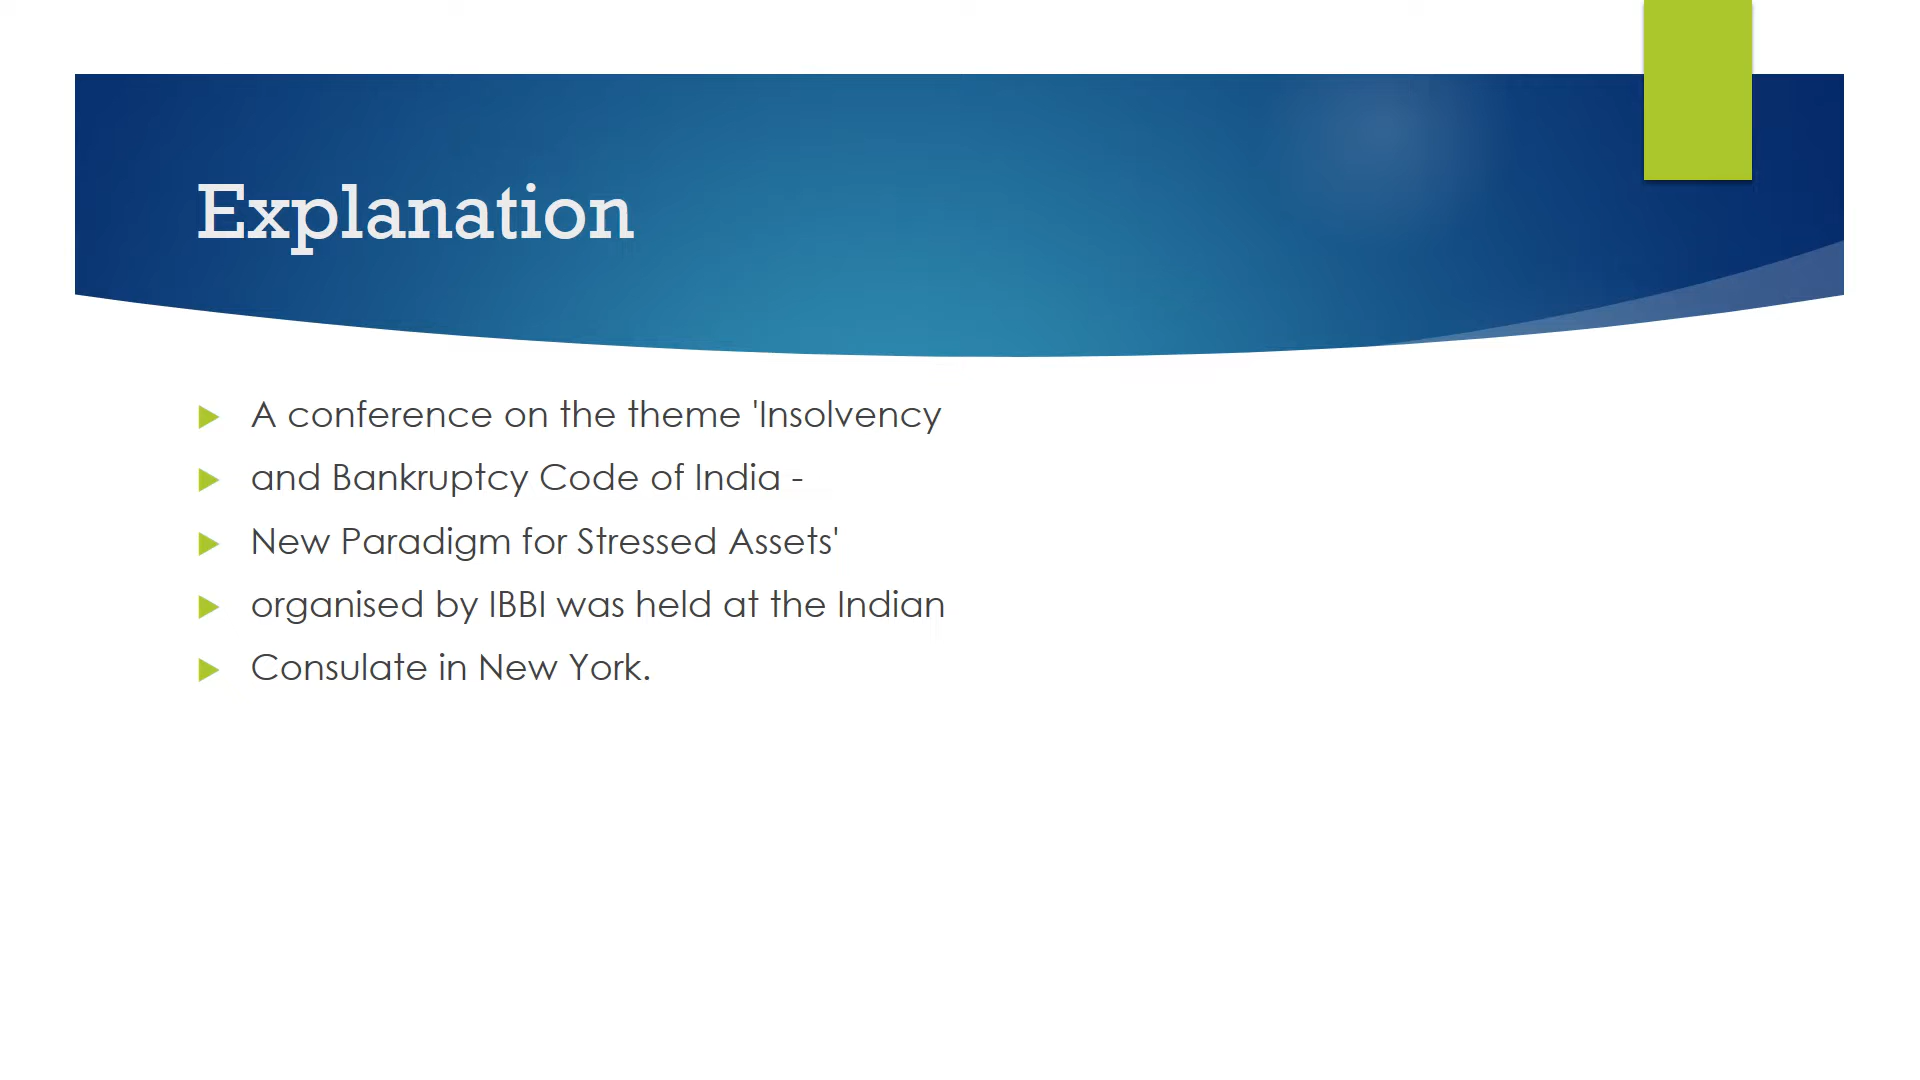 Explanation
A conference on the theme 'Insolvency
and Bankruptcy Code of India -
New Paradigm for Stressed Assets'
organised by IBBI was held at the Indian
Consulate in New York.